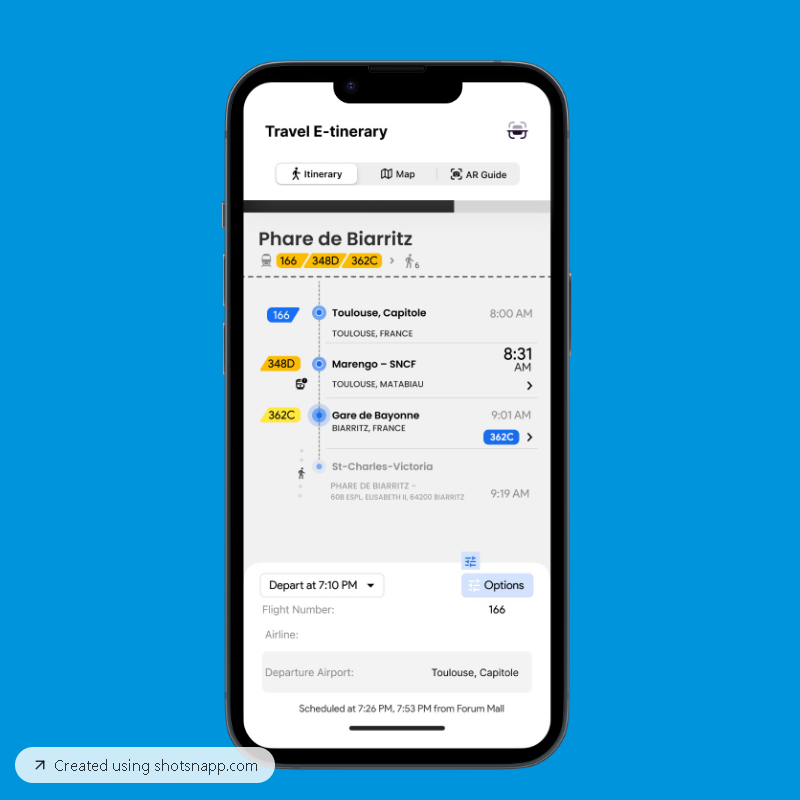 Travel E-tinerary
Itinerary Map AR Guide
Phare de Biarritz
166 348D 362C > 6
166 Toulouse, Capitole 8:00 AM
TOULOUSE, FRANCE
348D Marengo – SNCF 8:31
AM
TOULOUSE, MATABIAU
362C Gare de Bayonne 9:01 AM
BIARRITZ, FRANCE
362C
St-Charles-Victoria
PHARE DE BIARRITZ –
60B ESPL. ELISABETH II, 64200 BIARRITZ 9:19 AM
Depart at 7:10 PM Options
Flight Number: 166
Airline:
Departure Airport: Toulouse, Capitole
Scheduled at 7:26 PM, 7:53 PM from Forum Mall
Created using shotsnapp.com